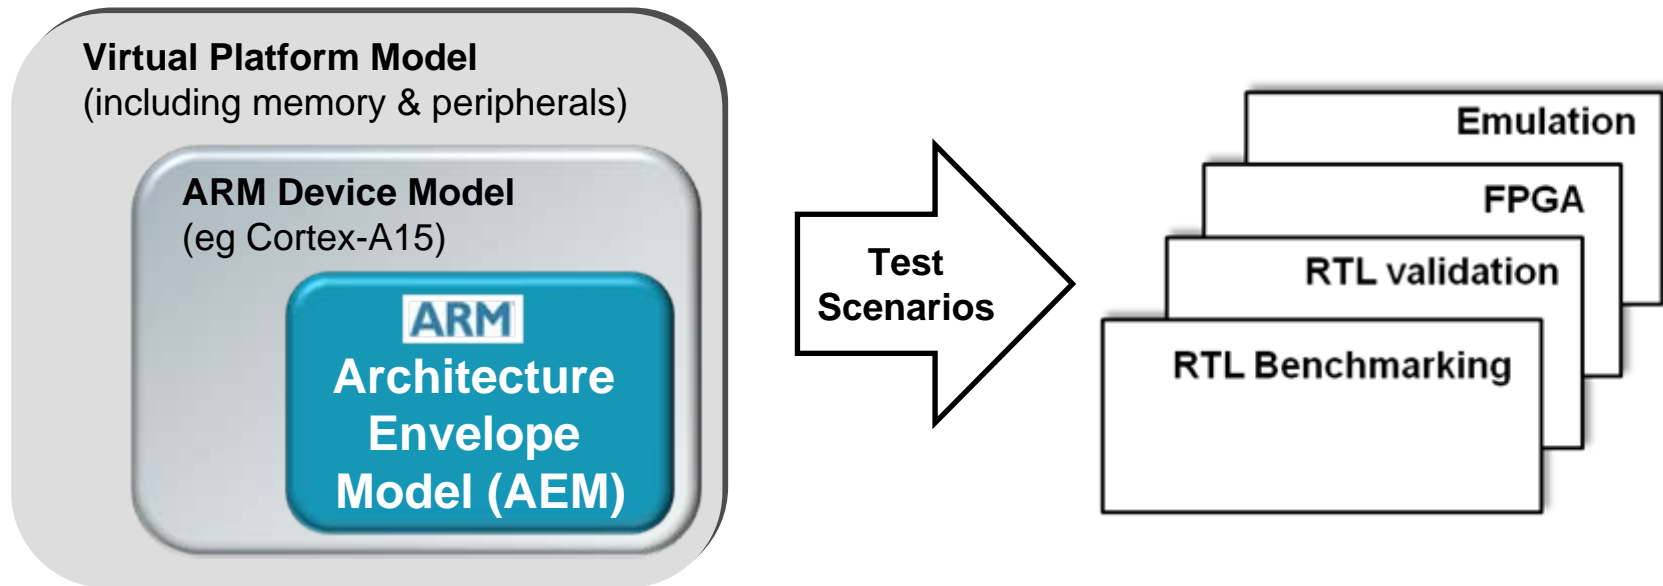 Virtual Platform Model
(including memory & peripherals)
ARM Device Model
(eg Cortex-A15)
ARM
Architecture
Envelope
Model (AEM)
Test
Scenarios
Emulation
FPGA
RTL validation
RTL Benchmarking